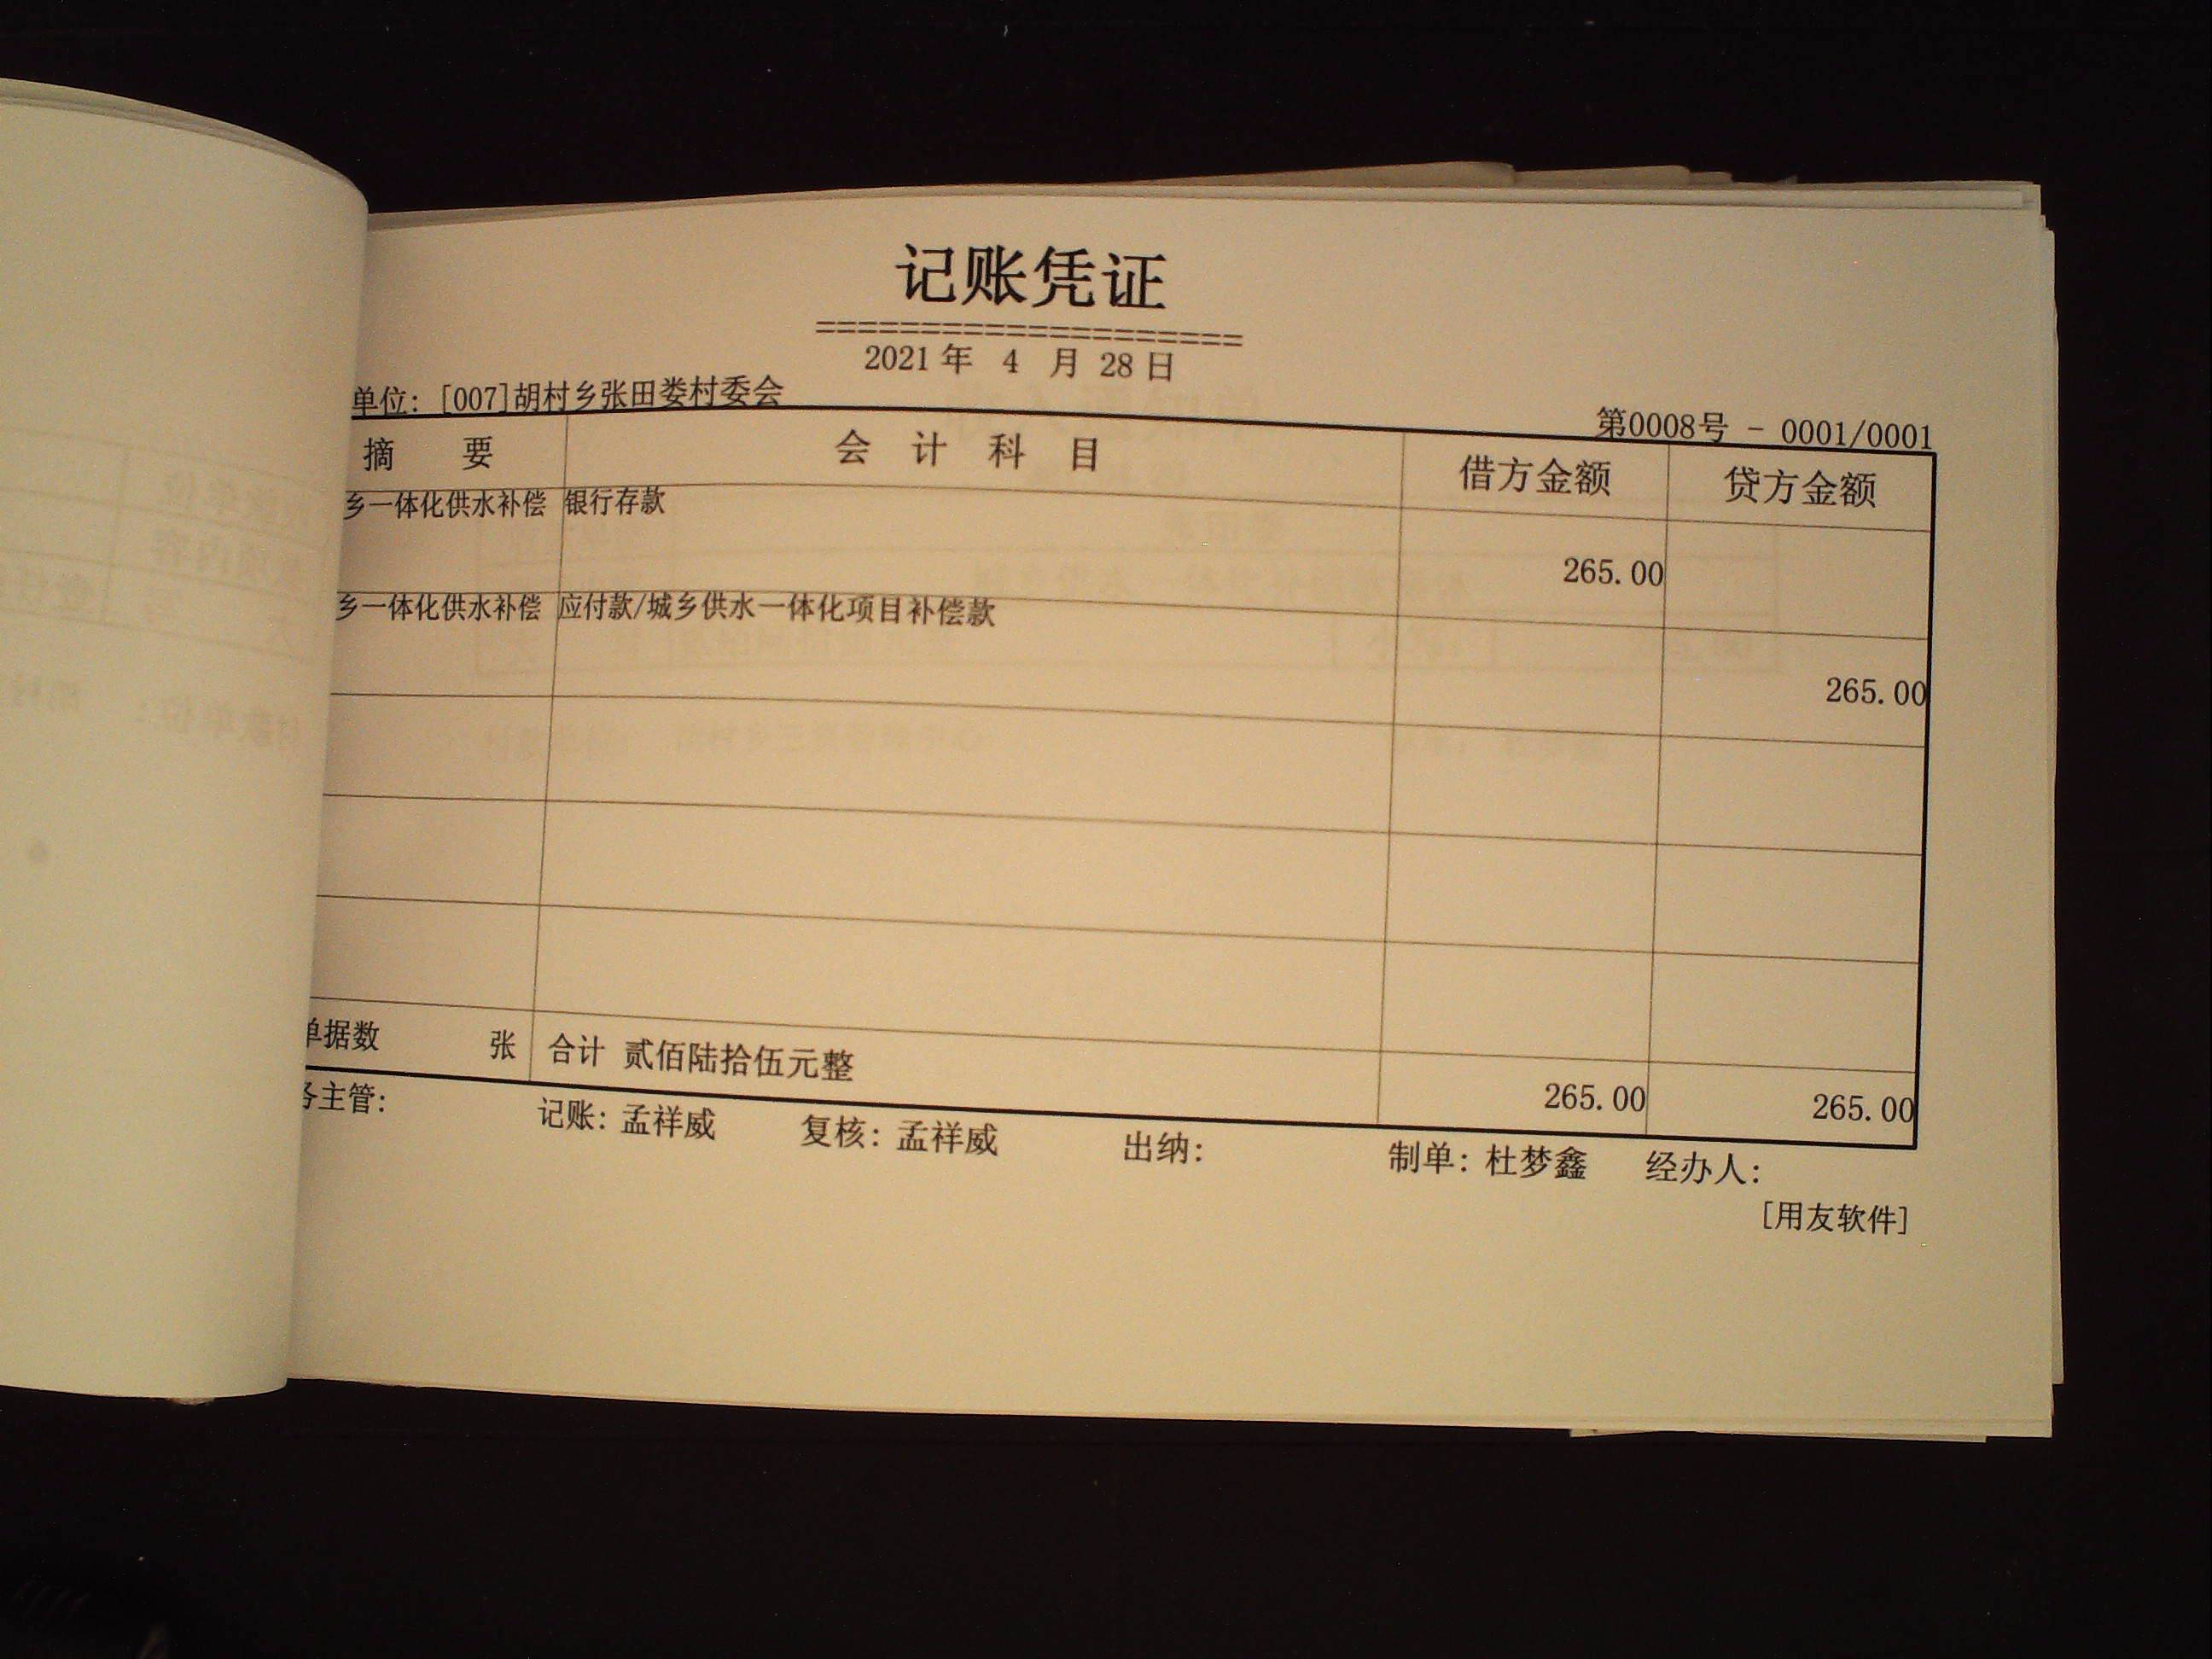 记账凭证
====================
2021 年 4 月 28 日
单位: [007]胡村乡张田娄村委会
第0008号 - 0001/0001
摘 要 会 计 科 目 借方金额 贷方金额
乡一体化供水补偿 银行存款 265.00
乡一体化供水补偿 应付款/城乡供水一体化项目补偿款 265.00
单据数 张 合计 贰佰陆拾伍元整 265.00 265.00
务主管: 记账: 孟祥威 复核: 孟祥威 出纳: 制单: 杜梦鑫 经办人:
[用友软件]